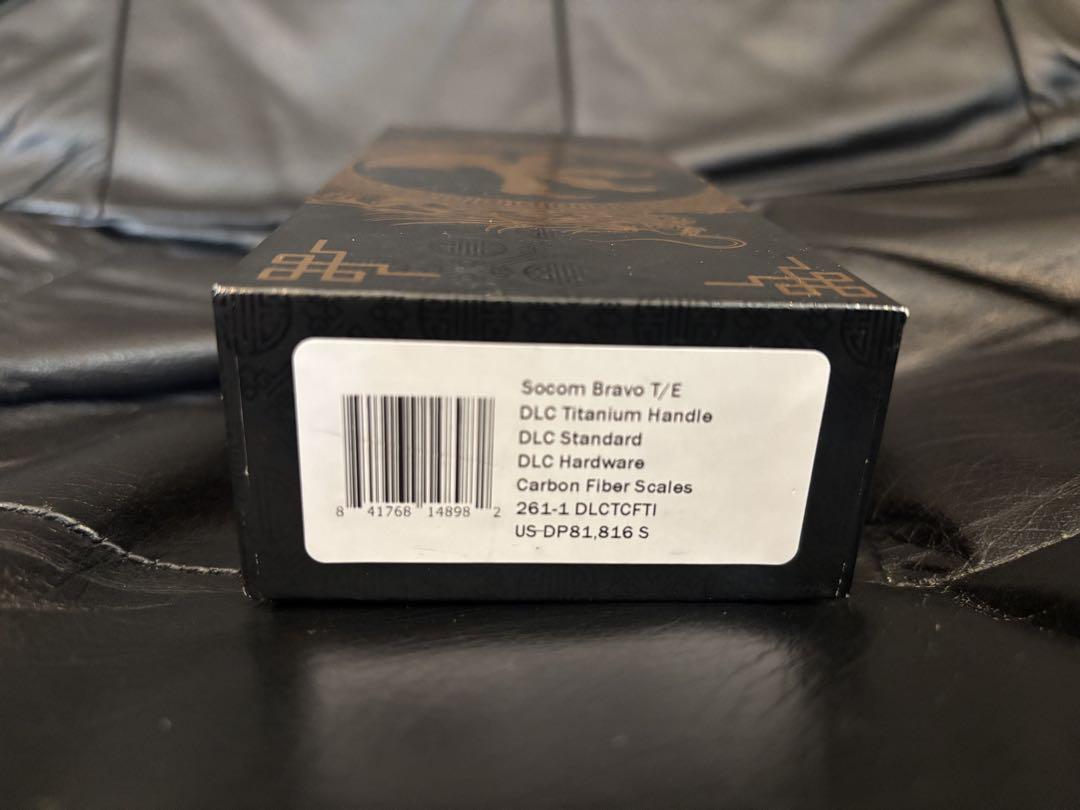 Socom Bravo T/E
DLC Titanium Handle
DLC Standard
DLC Hardware
Carbon Fiber Scales
261-1 DLCTCFTI
US-DP81,816 S
8 41768 14898 2